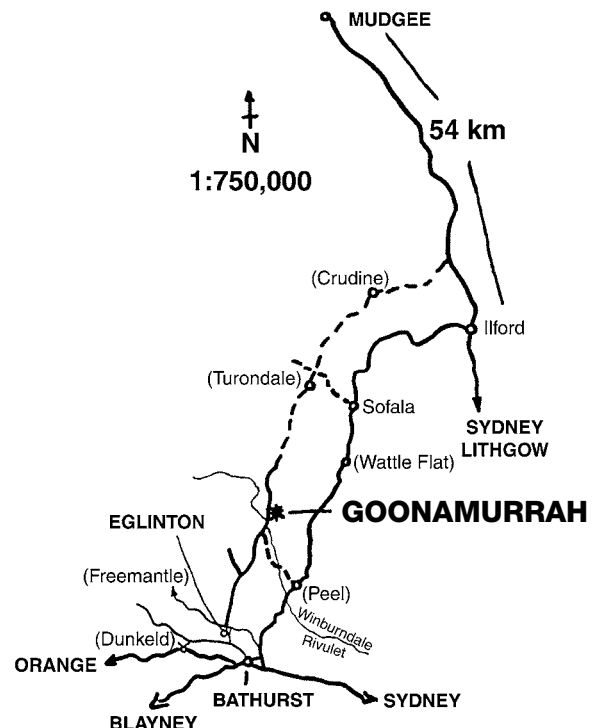 MUDGEE
54 km
N
1:750,000
(Crudine)
Ilford
(Turondale)
Sofala
SYDNEY
LITHGOW
(Wattle Flat)
GOONAMURRAH
EGLINTON
(Freemantle)
(Peel)
Winburndale
Rivulet
(Dunkeld)
ORANGE
BATHURST
SYDNEY
BLAYNEY